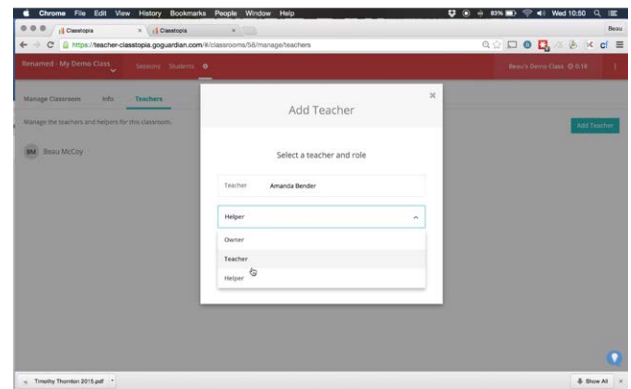 Chrome File Edit View History Bookmarks People Window Help 83% Wed 10:50
Classtopia × Classtopia × Beau
https://teacher-classtopia.goguardian.com/#/classrooms/58/manage/teachers
Renamed - My Demo Class Sessions Students Beau's Demo Class 0:16
Manage Classroom Info Teachers
Manage the teachers and helpers for this classroom.
Add Teacher
BM Beau McCoy
Add Teacher ×
Select a teacher and role
Teacher Amanda Bender
Helper
Owner
Teacher
Helper
Timothy Thornton 2015.pdf Show All ×